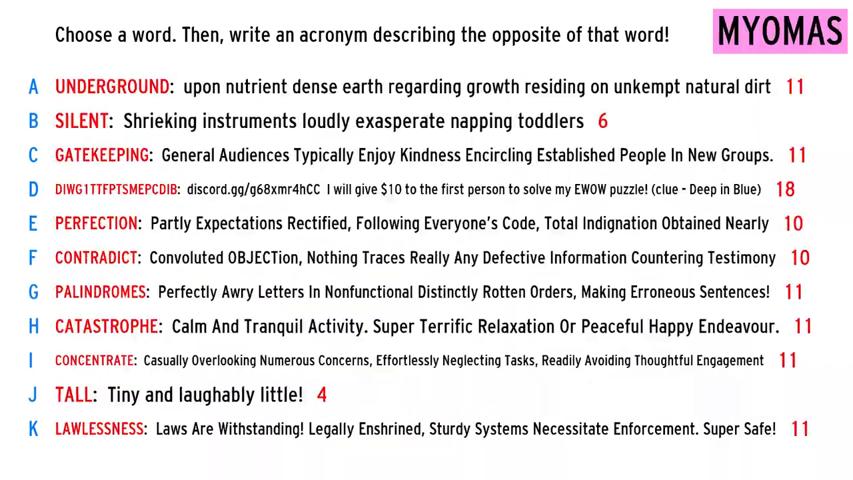 Choose a word. Then, write an acronym describing the opposite of that word!
MYOMAS
A UNDERGROUND: upon nutrient dense earth regarding growth residing on unkempt natural dirt 11
B SILENT: Shrieking instruments loudly exasperate napping toddlers 6
C GATEKEEPING: General Audiences Typically Enjoy Kindness Encircling Established People In New Groups. 11
D DIWG1TTFPTSMEPCDIB: discord.gg/g68xmr4hCC I will give $10 to the first person to solve my EWOW puzzle! (clue - Deep in Blue) 18
E PERFECTION: Partly Expectations Rectified, Following Everyone's Code, Total Indignation Obtained Nearly 10
F CONTRADICT: Convoluted OBJECTion, Nothing Traces Really Any Defective Information Countering Testimony 10
G PALINDROMES: Perfectly Awry Letters In Nonfunctional Distinctly Rotten Orders, Making Erroneous Sentences! 11
H CATASTROPHE: Calm And Tranquil Activity. Super Terrific Relaxation Or Peaceful Happy Endeavour. 11
I CONCENTRATE: Casually Overlooking Numerous Concerns, Effortlessly Neglecting Tasks, Readily Avoiding Thoughtful Engagement 11
J TALL: Tiny and laughably little! 4
K LAWLESSNESS: Laws Are Withstanding! Legally Enshrined, Sturdy Systems Necessitate Enforcement. Super Safe! 11